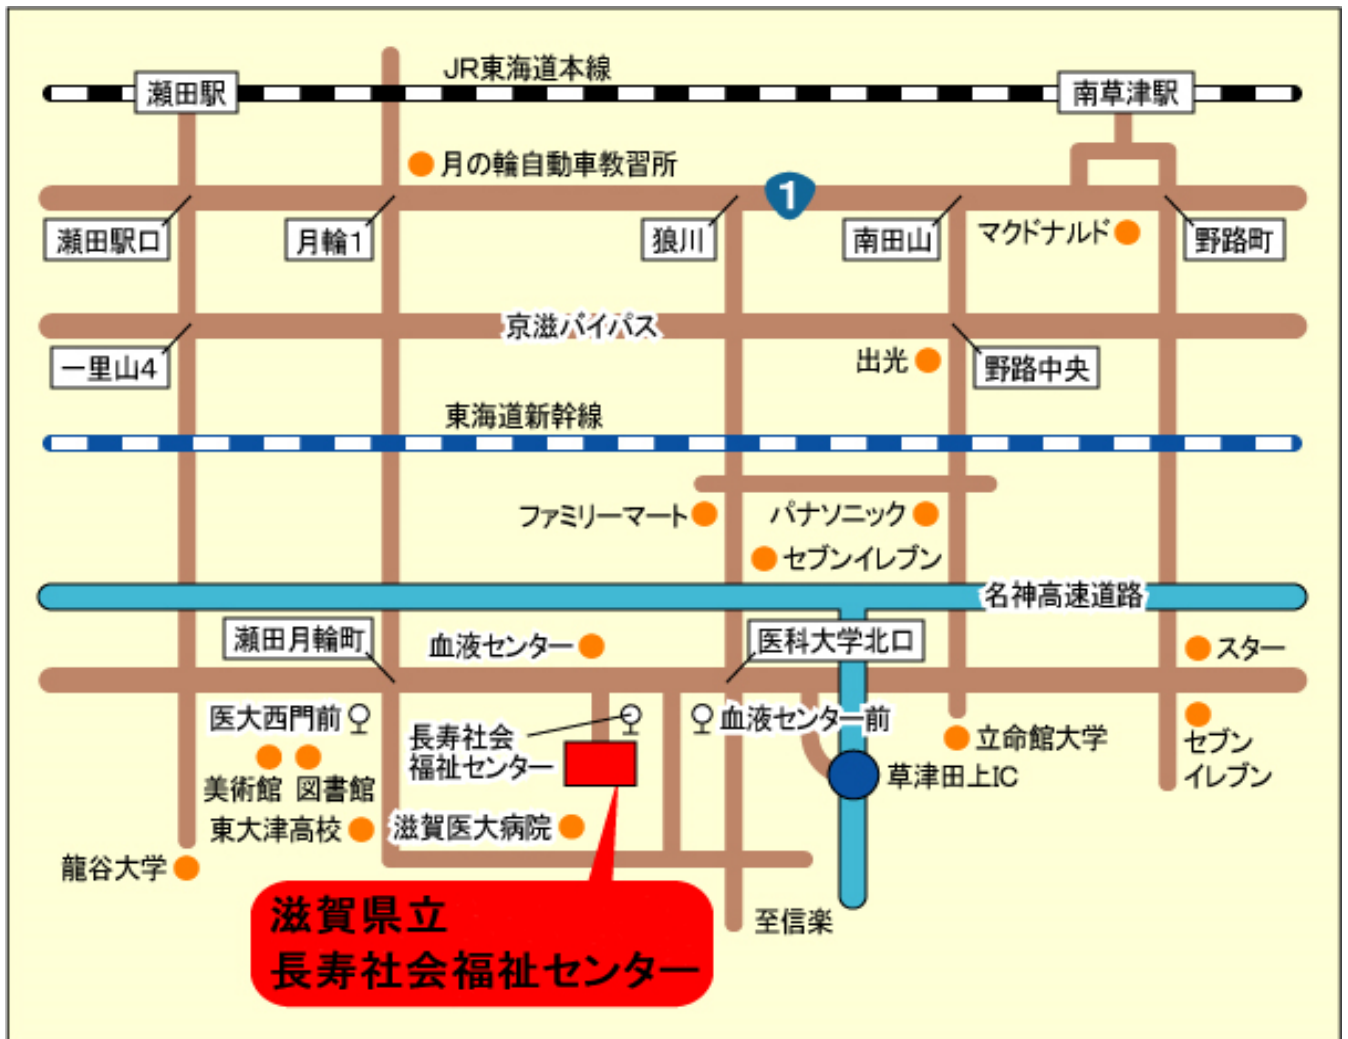 JR東海道本線
瀬田駅
南草津駅
月の輪自動車教習所
1
瀬田駅口
月輪1
狼川
南田山
マクドナルド
野路町
京滋バイパス
一里山4
出光
野路中央
東海道新幹線
ファミリーマート
パナソニック
セブンイレブン
名神高速道路
瀬田月輪町
血液センター
医科大学北口
スター
医大西門前
長寿社会
福祉センター
血液センター前
立命館大学
セブン
イレブン
美術館
図書館
草津田上IC
東大津高校
滋賀医大病院
龍谷大学
滋賀県立
長寿社会福祉センター
至信楽